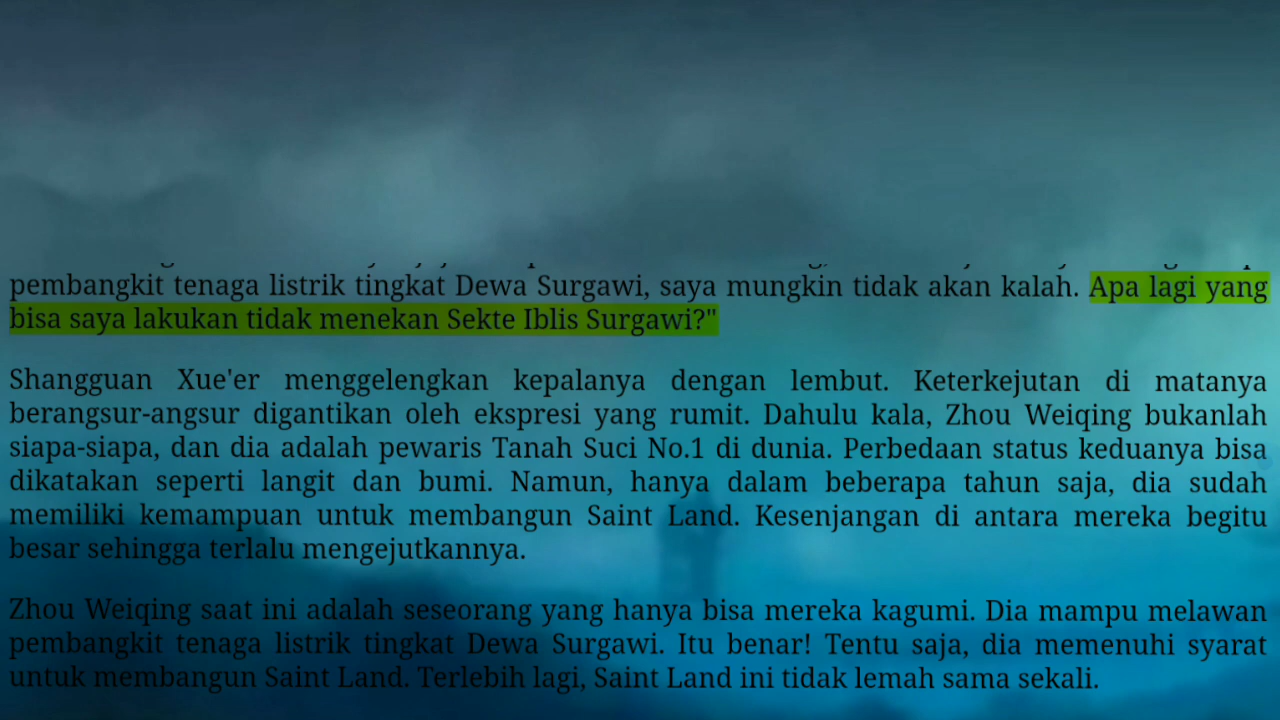 pembangkit tenaga listrik tingkat Dewa Surgawi, saya mungkin tidak akan kalah. Apa lagi yang
bisa saya lakukan tidak menekan Sekte Iblis Surgawi?"
Shangguan Xue'er menggelengkan kepalanya dengan lembut. Keterkejutan di matanya
berangsur-angsur digantikan oleh ekspresi yang rumit. Dahulu kala, Zhou Weiqing bukanlah
siapa-siapa, dan dia adalah pewaris Tanah Suci No.1 di dunia. Perbedaan status keduanya bisa
dikatakan seperti langit dan bumi. Namun, hanya dalam beberapa tahun saja, dia sudah
memiliki kemampuan untuk membangun Saint Land. Kesenjangan di antara mereka begitu
besar sehingga terlalu mengejutkannya.
Zhou Weiqing saat ini adalah seseorang yang hanya bisa mereka kagumi. Dia mampu melawan
pembangkit tenaga listrik tingkat Dewa Surgawi. Itu benar! Tentu saja, dia memenuhi syarat
untuk membangun Saint Land. Terlebih lagi, Saint Land ini tidak lemah sama sekali.